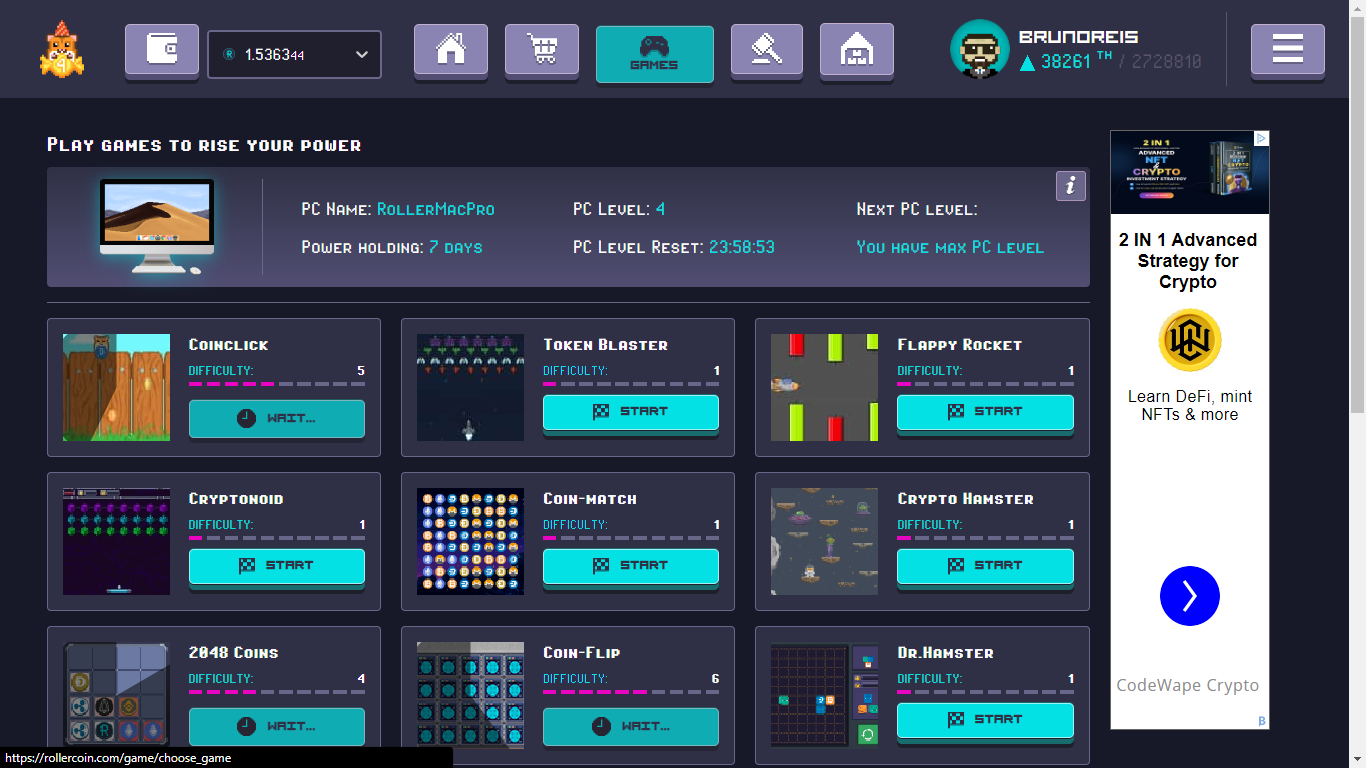 1.536344
GAMES
BRUNOREIS
38261 TH / 2728810
Play games to rise your power
PC Name: RollerMacPro
PC Level: 4
Next PC level:
Power holding: 7 days
PC Level Reset: 23:58:53
You have max PC level
i
Coinclick
Difficulty: 5
WAIT...
Token Blaster
Difficulty: 1
START
Flappy Rocket
Difficulty: 1
START
Cryptonoid
Difficulty: 1
START
Coin-match
Difficulty: 1
START
Crypto Hamster
Difficulty: 1
START
2048 Coins
Difficulty: 4
WAIT...
Coin-Flip
Difficulty: 6
WAIT...
Dr.Hamster
Difficulty: 1
START
2 IN 1
ADVANCED
NFT
&
CRYPTO
INVESTMENT STRATEGY
2 IN 1 Advanced
Strategy for
Crypto
Learn DeFi, mint
NFTs & more
CodeWape Crypto
https://rollercoin.com/game/choose_game